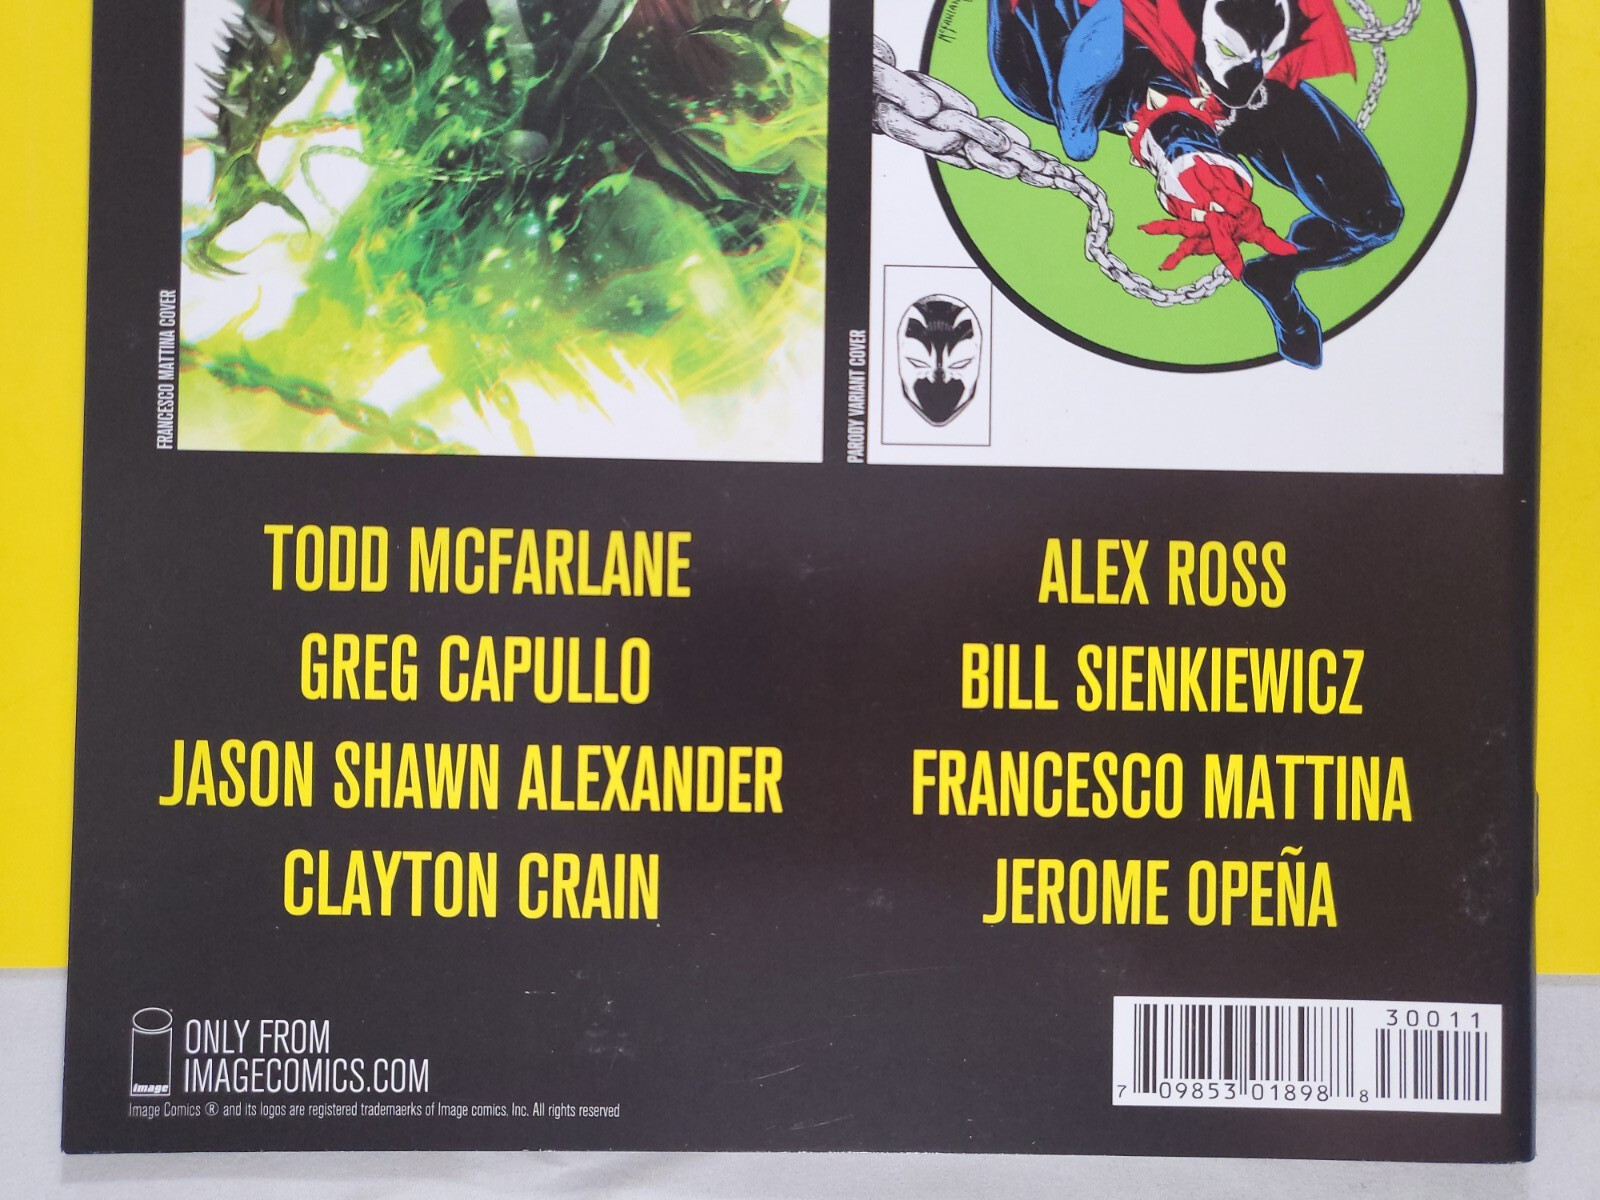 McFARLANE
FRANCESCO MATTINA COVER
PARODY VARIANT COVER
TODD MCFARLANE
GREG CAPULLO
JASON SHAWN ALEXANDER
CLAYTON CRAIN
ALEX ROSS
BILL SIENKIEWICZ
FRANCESCO MATTINA
JEROME OPEÑA
image
ONLY FROM
IMAGECOMICS.COM
Image Comics ® and its logos are registered trademaerks of Image comics, Inc. All rights reserved
30011
7 09853 01898 8